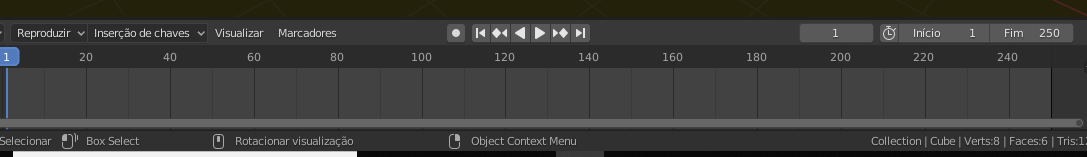 Reproduzir Inserção de chaves Visualizar Marcadores 1 Início 1 Fim 250
1 20 40 60 80 100 120 140 160 180 200 220 240
Selecionar Box Select Rotacionar visualização Object Context Menu Collection | Cube | Verts:8 | Faces:6 | Tris:1